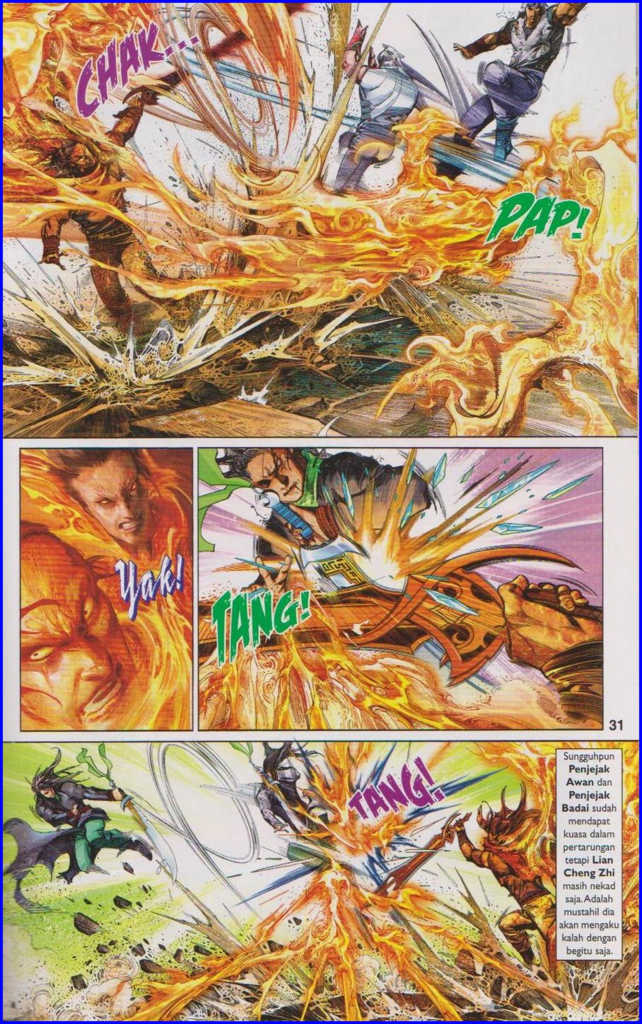 CHAK...
PAP!
Yak!
TANG!
31
TANG!
Sungguhpun
Penjejak
Awan dan
Penjejak
Badai sudah
mendapat
kuasa dalam
pertarungan
tetapi Lian
Cheng Zhi
masih nekad
saja. Adalah
mustahil dia
akan mengaku
kalah dengan
begitu saja.